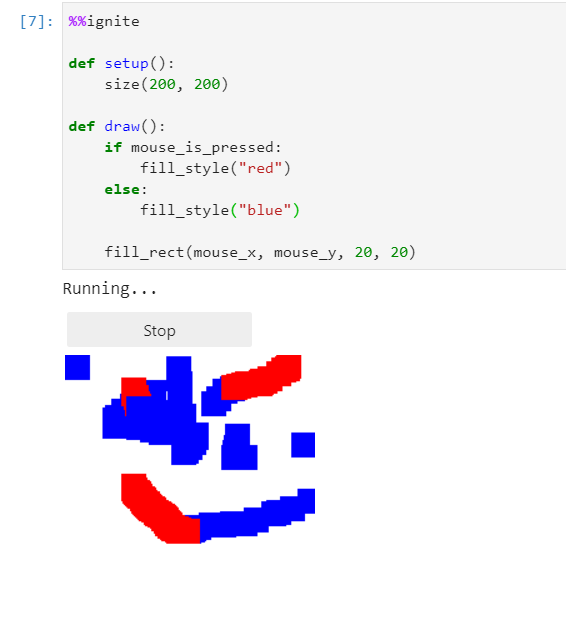 [7]: %%ignite
def setup():
    size(200, 200)
def draw():
    if mouse_is_pressed:
        fill_style("red")
    else:
        fill_style("blue")
    fill_rect(mouse_x, mouse_y, 20, 20)
Running...
Stop